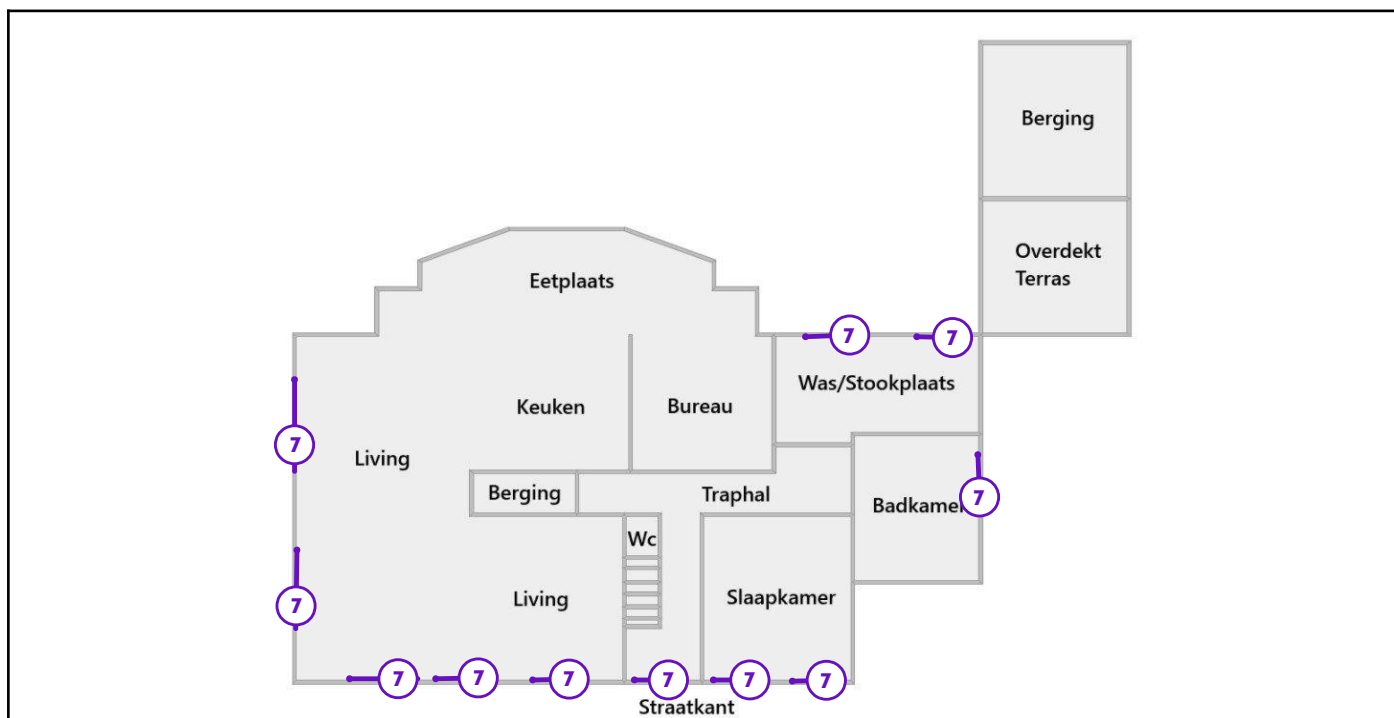 Berging
Overdekt
Terras
Eetplaats
7
7
Was/Stookplaats
Keuken
Bureau
7
Living
Berging
Traphal
7
Badkamer
Wc
7
Living
Slaapkamer
7
7
7
7
7
7
Straatkant